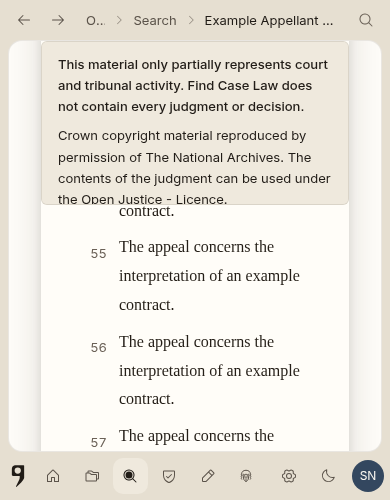 O...
Search
Example Appellant ...
This material only partially represents court
and tribunal activity. Find Case Law does
not contain every judgment or decision.
Crown copyright material reproduced by
permission of The National Archives. The
contents of the judgment can be used under
the Open Justice - Licence.
contract.
55 The appeal concerns the
interpretation of an example
contract.
56 The appeal concerns the
interpretation of an example
contract.
57 The appeal concerns the
SN